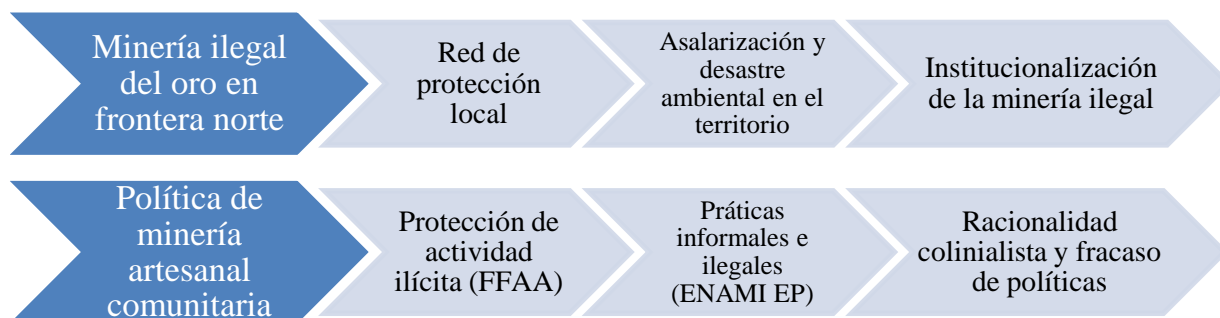 Minería ilegal
del oro en
frontera norte
Red de
protección
local
Asalarización y
desastre
ambiental en el
territorio
Institucionalización
de la minería ilegal
Política de
minería
artesanal
comunitaria
Protección de
actividad
ilícita (FFAA)
Práticas
informales e
ilegales
(ENAMI EP)
Racionalidad
colinialista y fracaso
de políticas